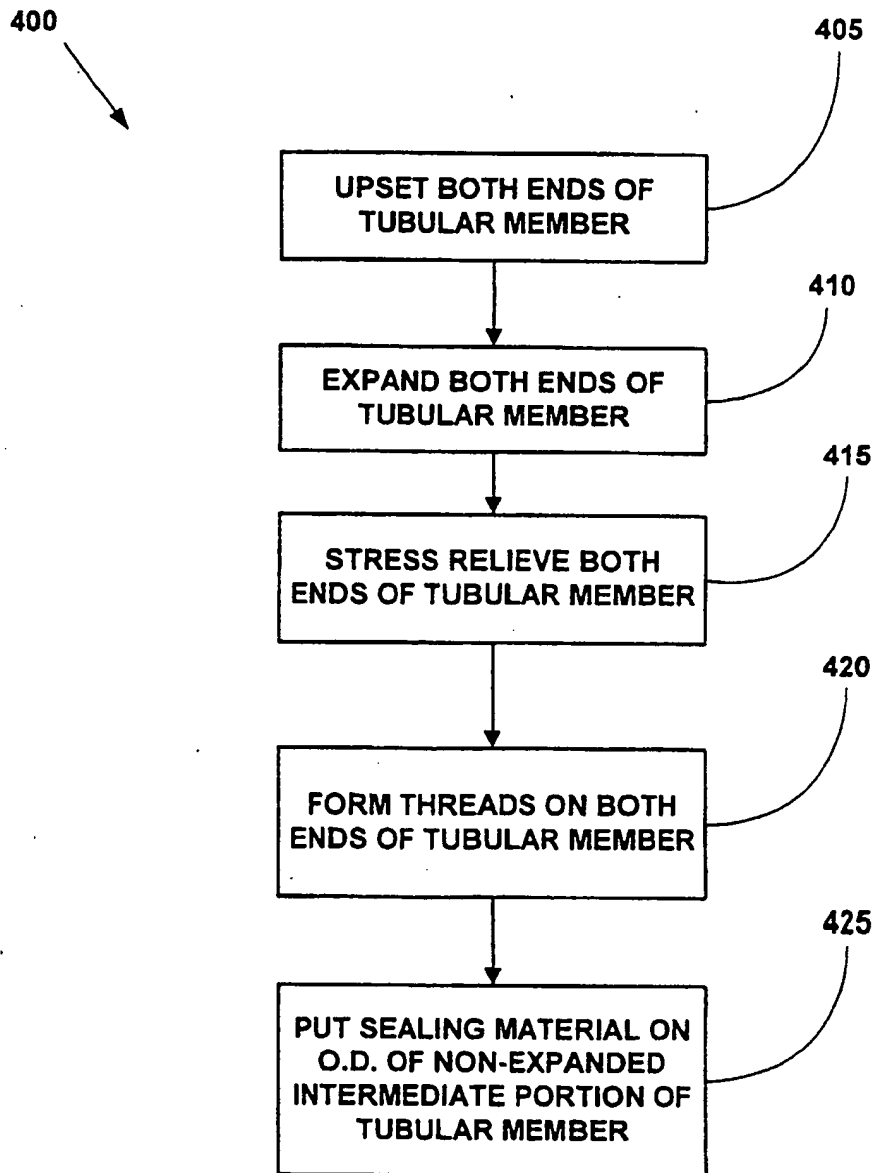 400
405
UPSET BOTH ENDS OF
TUBULAR MEMBER
410
EXPAND BOTH ENDS OF
TUBULAR MEMBER
415
STRESS RELIEVE BOTH
ENDS OF TUBULAR MEMBER
420
FORM THREADS ON BOTH
ENDS OF TUBULAR MEMBER
425
PUT SEALING MATERIAL ON
O.D. OF NON-EXPANDED
INTERMEDIATE PORTION OF
TUBULAR MEMBER